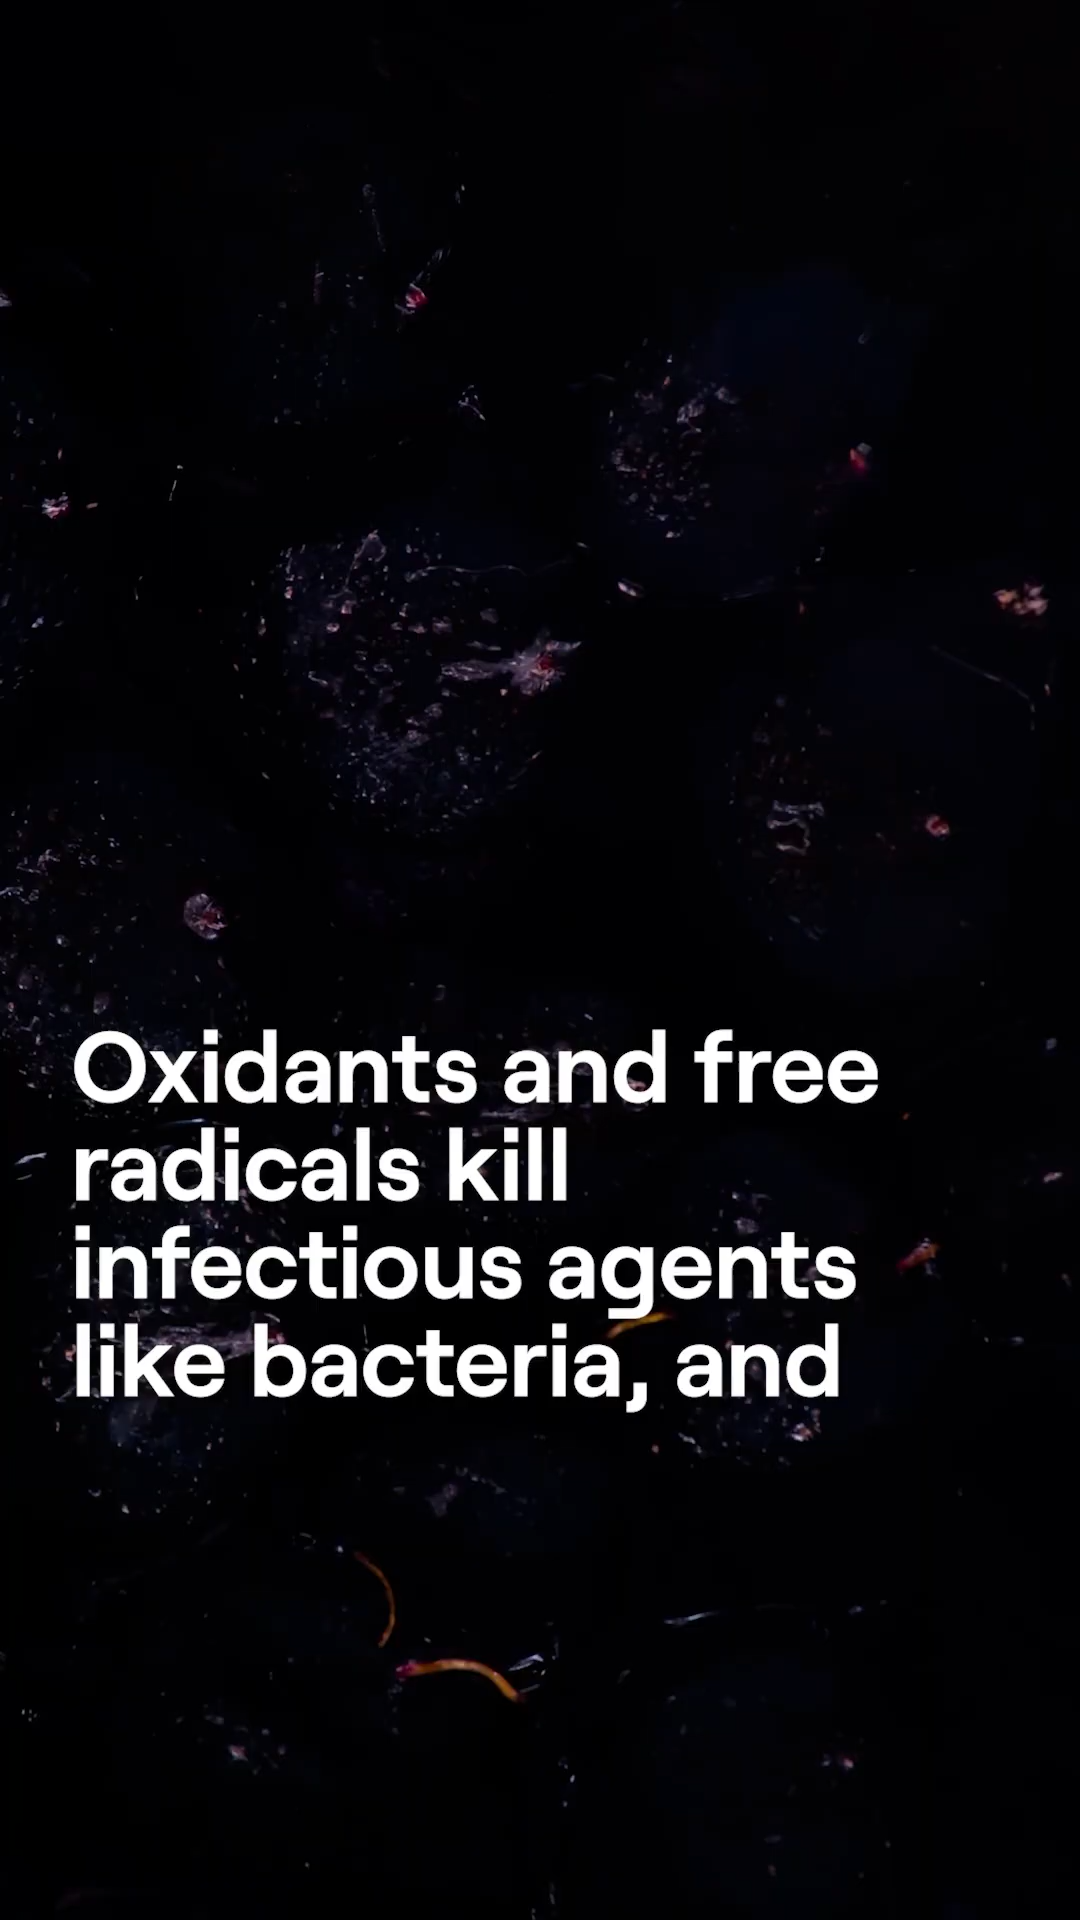 Oxidants and free
radicals kill
infectious agents
like bacteria, and